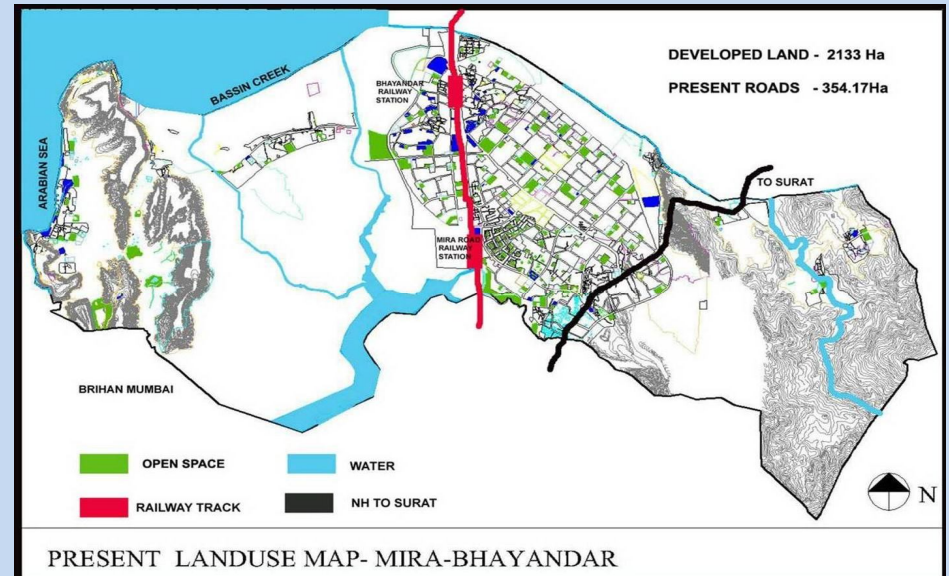 DEVELOPED LAND - 2133 Ha
PRESENT ROADS - 354.17Ha
BASSIN CREEK
BHAYANDAR
RAILWAY
STATION
ARABIAN SEA
TO SURAT
MIRA ROAD
RAILWAY
STATION
BRIHAN MUMBAI
OPEN SPACE
WATER
RAILWAY TRACK
NH TO SURAT
N
PRESENT LANDUSE MAP- MIRA-BHAYANDAR